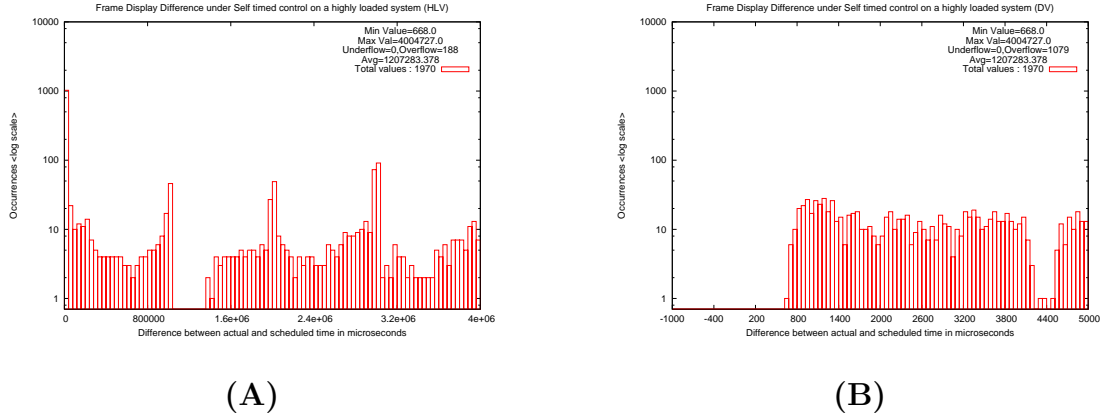 Frame Display Difference under Self timed control on a highly loaded system (HLV)
10000
1000
100
10
1
Occurrences <log scale>
Min Value=668.0
Max Val=4004727.0
Underflow=0,Overflow=188
Avg=1207283.378
Total values : 1970
0 800000 1.6e+06 2.4e+06 3.2e+06 4e+06
Difference between actual and scheduled time in microseconds
(A)
Frame Display Difference under Self timed control on a highly loaded system (DV)
10000
1000
100
10
1
Occurrences <log scale>
Min Value=668.0
Max Val=4004727.0
Underflow=0,Overflow=1079
Avg=1207283.378
Total values : 1970
-1000 -400 200 800 1400 2000 2600 3200 3800 4400 5000
Difference between actual and scheduled time in microseconds
(B)